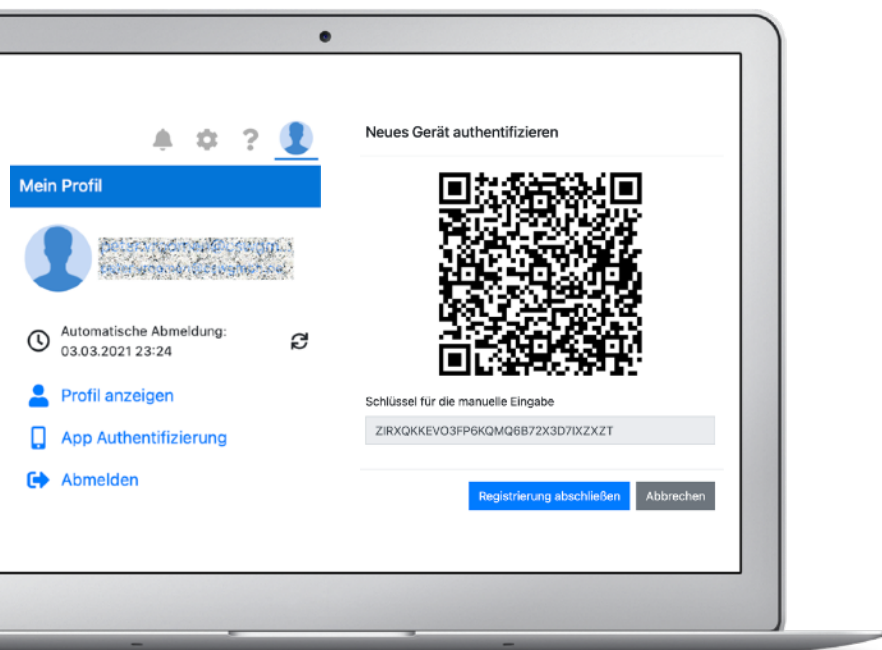 Neues Gerät authentifizieren
Mein Profil
Automatische Abmeldung:
03.03.2021 23:24
Profil anzeigen
App Authentifizierung
Abmelden
Schlüssel für die manuelle Eingabe
ZIRXQKKEVO3FP6KQMQ6B72X3D7IXZXZT
Registrierung abschließen
Abbrechen